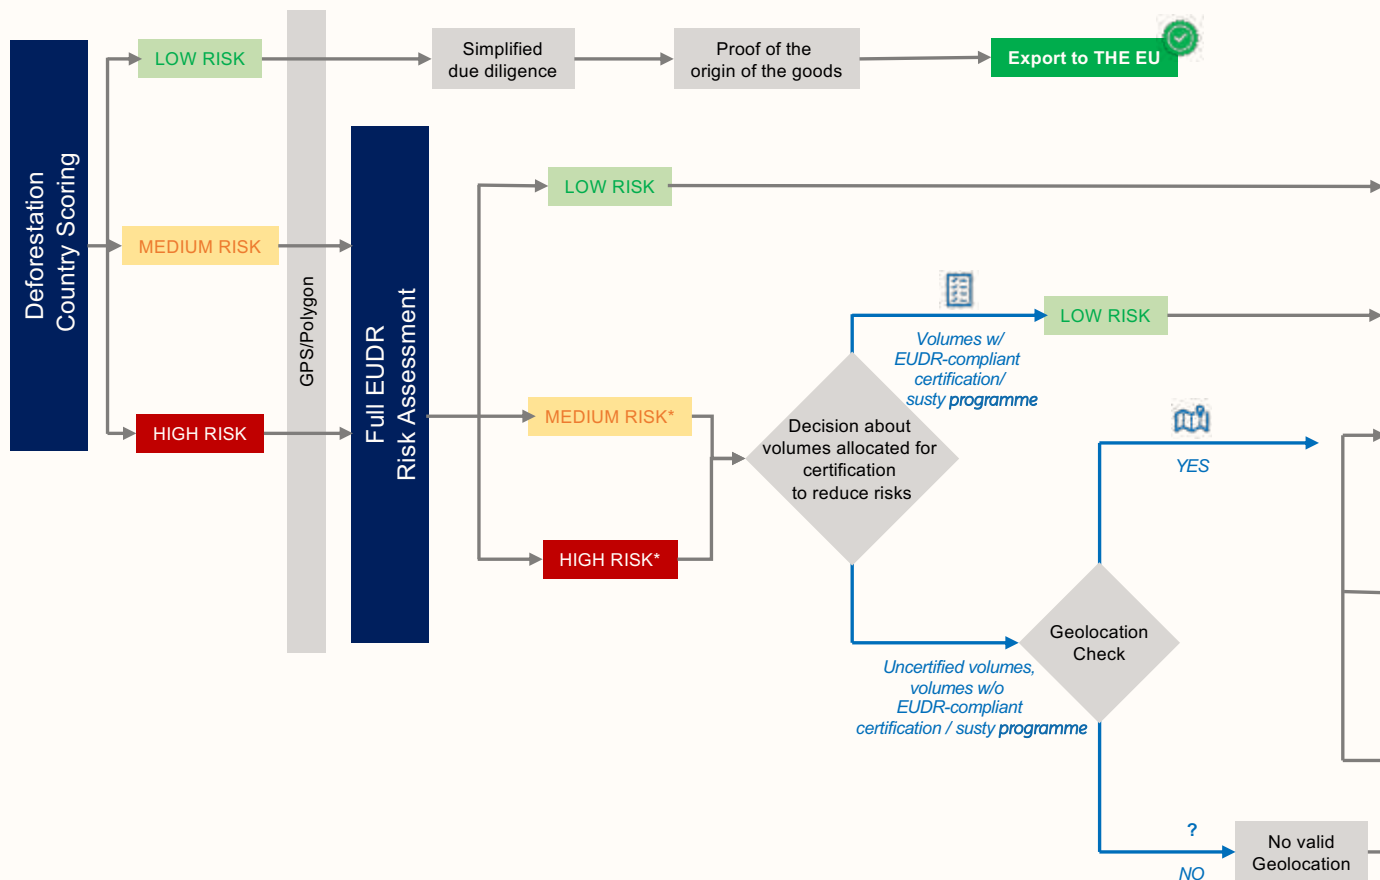 Deforestation
Country Scoring
LOW RISK
MEDIUM RISK
HIGH RISK
GPS/Polygon
Simplified
due diligence
Proof of the
origin of the goods
Export to THE EU
Full EUDR
Risk Assessment
LOW RISK
MEDIUM RISK*
HIGH RISK*
Decision about
volumes allocated for
certification
to reduce risks
Volumes w/
EUDR-compliant
certification/
susty programme
LOW RISK
Uncertified volumes,
volumes w/o
EUDR-compliant
certification / susty programme
Geolocation
Check
YES
?
NO
No valid
Geolocation